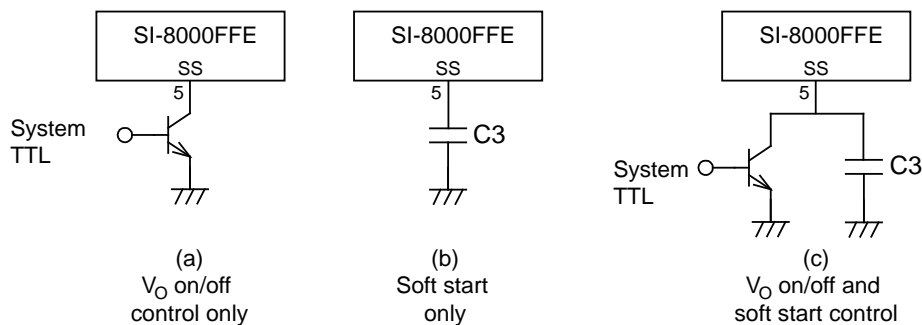 SI-8000FFE
SS
5
System
TTL
(a)
VO on/off
control only
SI-8000FFE
SS
5
C3
(b)
Soft start
only
SI-8000FFE
SS
5
System
TTL
C3
(c)
VO on/off and
soft start control